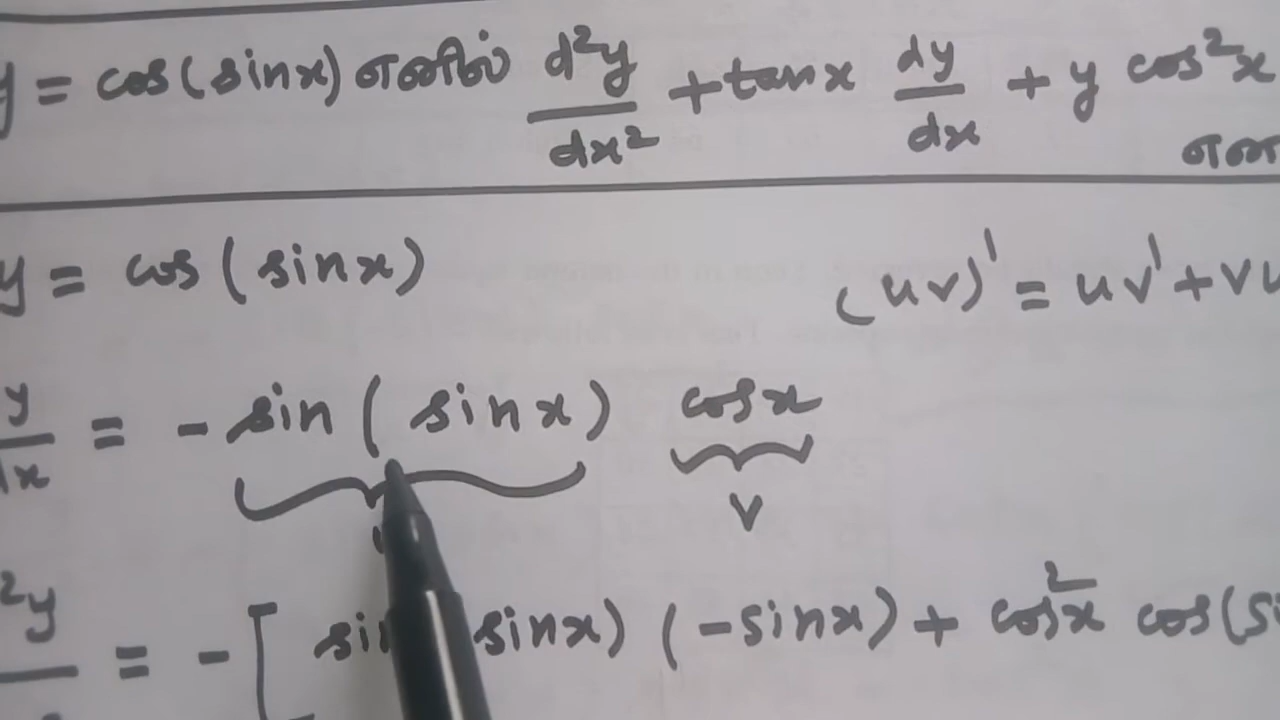 y = cos(sinx) எனில் d²y/dx² + tanx dy/dx + y cos²x
என
y = cos (sinx) (uv)' = uv' + vu
y/dx = - sin ( sinx) cosx
v
²y = - [ sin sinx) (-sinx) + cos²x cos(si